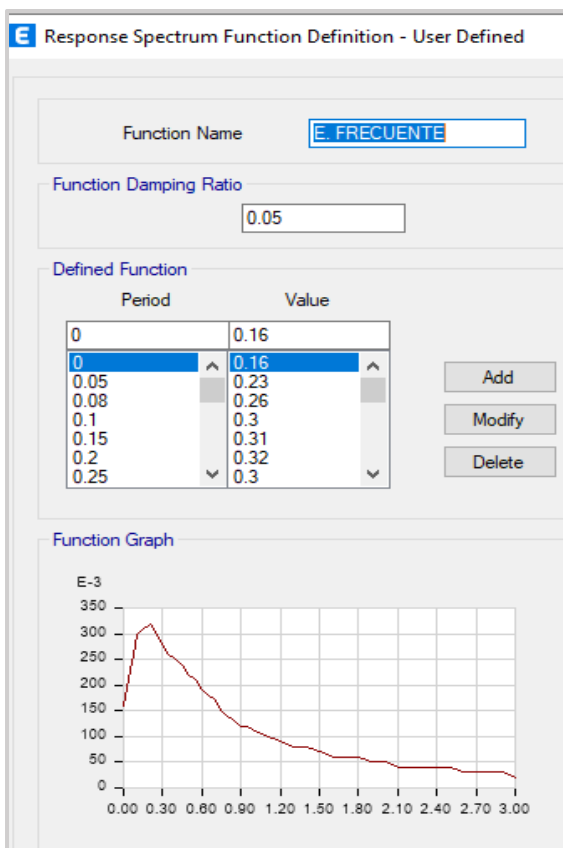 E Response Spectrum Function Definition - User Defined
Function Name E. FRECUENTE
Function Damping Ratio
0.05
Defined Function
Period Value
0 0.16
0 0.16
0.05 0.23
0.08 0.26
0.1 0.3
0.15 0.31
0.2 0.32
0.25 0.3
Add
Modify
Delete
Function Graph
E-3
350
300
250
200
150
100
50
0
0.00 0.30 0.60 0.90 1.20 1.50 1.80 2.10 2.40 2.70 3.00